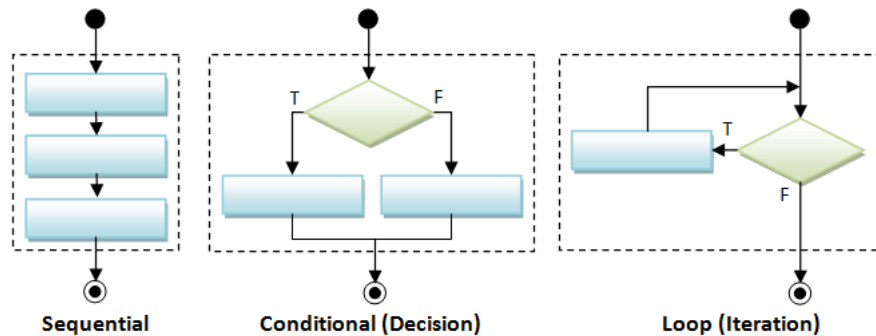 T
F
T
F
Sequential
Conditional (Decision)
Loop (Iteration)